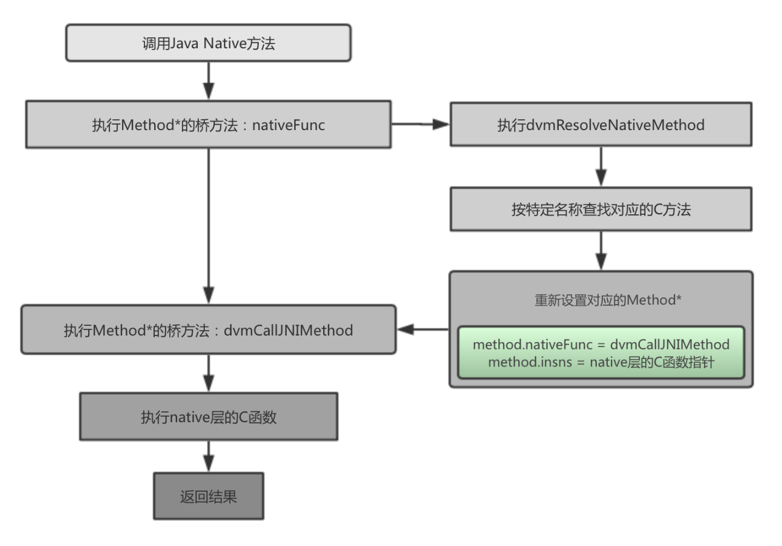 调用Java Native方法
执行Method*的桥方法：nativeFunc
执行dvmResolveNativeMethod
按特定名称查找对应的C方法
重新设置对应的Method*
method.nativeFunc = dvmCallJNIMethod
method.insns = native层的C函数指针
执行Method*的桥方法：dvmCallJNIMethod
执行native层的C函数
返回结果